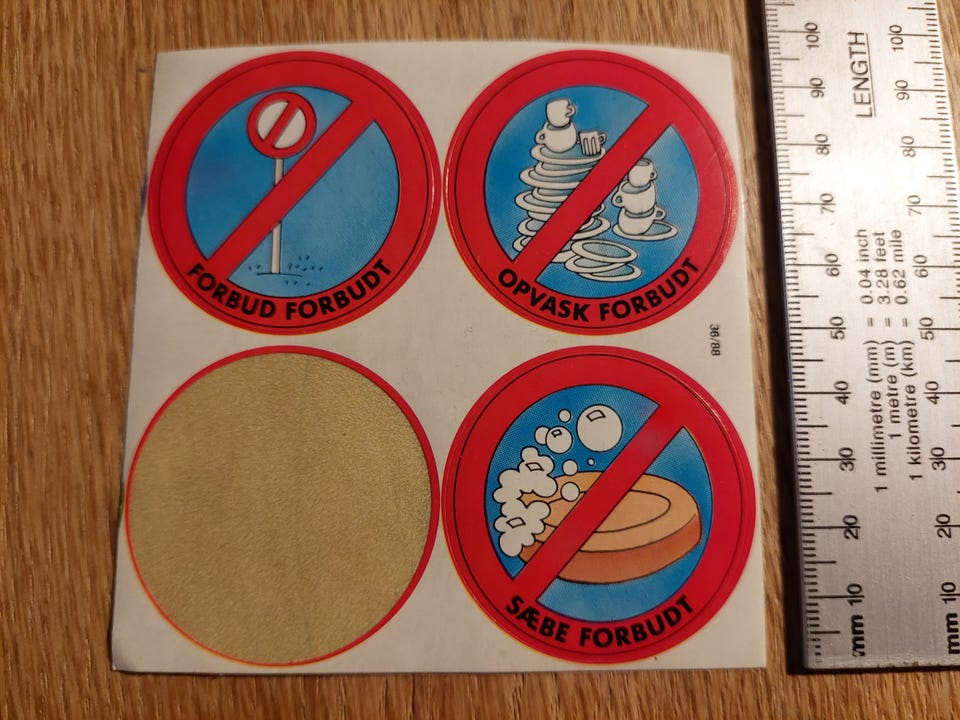 FORBUD FORBUDT
OPVASK FORBUDT
36/88
SÆBE FORBUDT
LENGTH
1 millimetre (mm) = 0.04 inch
1 metre (m) = 3.28 feet
1 kilometre (km) = 0.62 mile
100
90
80
70
60
50
40
30
20
mm 10
100
90
80
70
60
50
40
30
20
mm 10